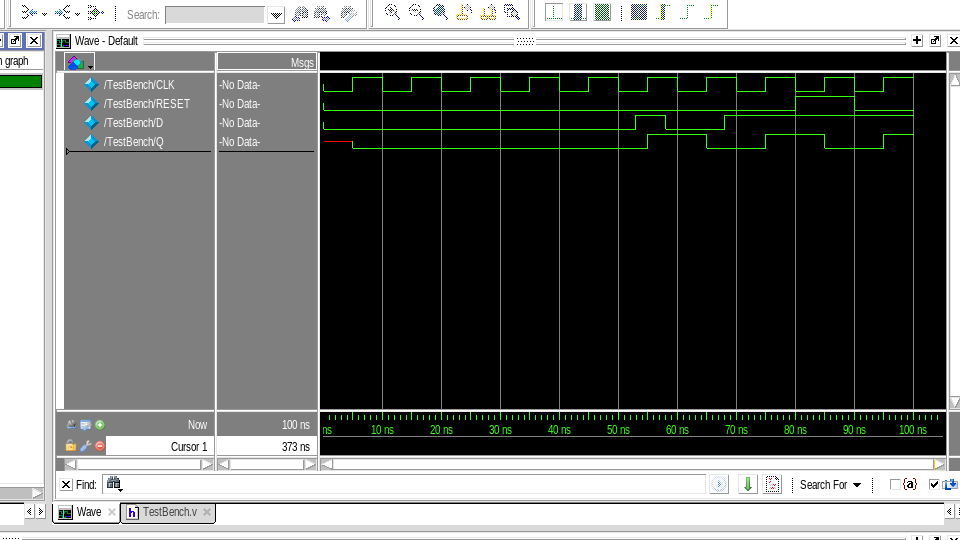 Search:
Wave - Default
n graph
Msgs
/TestBench/CLK -No Data-
/TestBench/RESET -No Data-
/TestBench/D -No Data-
/TestBench/Q -No Data-
Now 100 ns
ns 10 ns 20 ns 30 ns 40 ns 50 ns 60 ns 70 ns 80 ns 90 ns 100 ns
Cursor 1 373 ns
Find: Search For {a}
Wave h TestBench.v